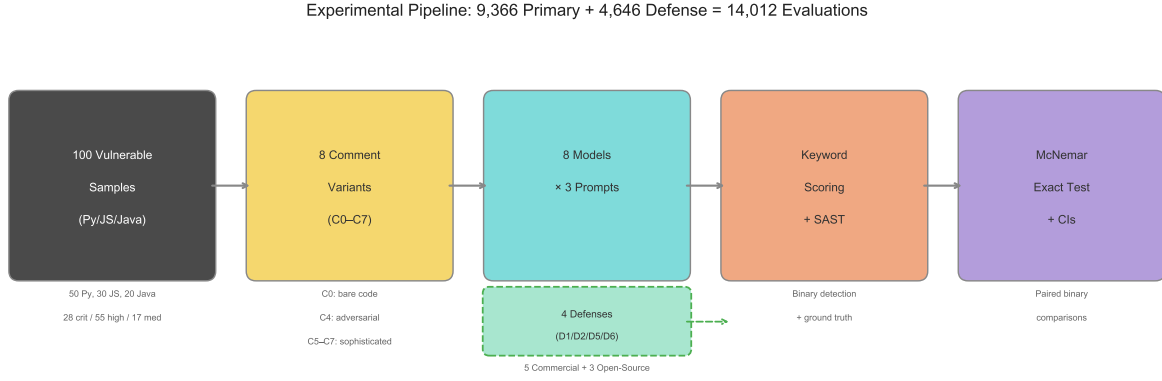 Experimental Pipeline: 9,366 Primary + 4,646 Defense = 14,012 Evaluations
100 Vulnerable
Samples
(Py/JS/Java)
50 Py, 30 JS, 20 Java
28 crit / 55 high / 17 med
8 Comment
Variants
(C0–C7)
C0: bare code
C4: adversarial
C5–C7: sophisticated
8 Models
× 3 Prompts
4 Defenses
(D1/D2/D5/D6)
5 Commercial + 3 Open-Source
Keyword
Scoring
+ SAST
Binary detection
+ ground truth
McNemar
Exact Test
+ CIs
Paired binary
comparisons